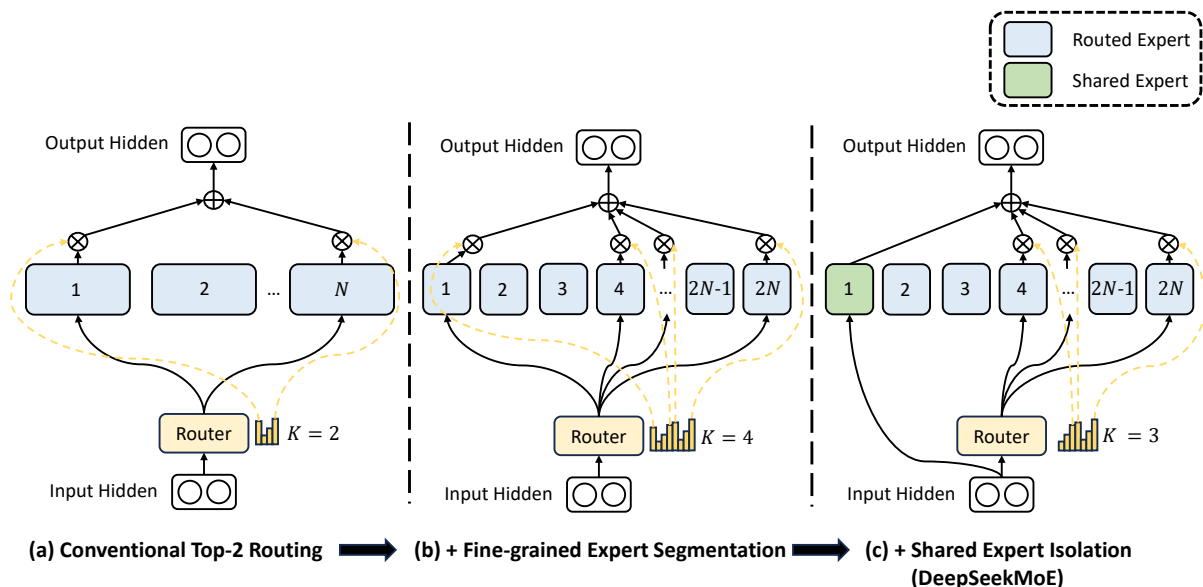 Routed Expert
Shared Expert
Output Hidden
1
2
...
N
Router
K = 2
Input Hidden
(a) Conventional Top-2 Routing
Output Hidden
1
2
3
4
...
2N-1
2N
Router
K = 4
Input Hidden
(b) + Fine-grained Expert Segmentation
Output Hidden
1
2
3
4
...
2N-1
2N
Router
K = 3
Input Hidden
(c) + Shared Expert Isolation
(DeepSeekMoE)